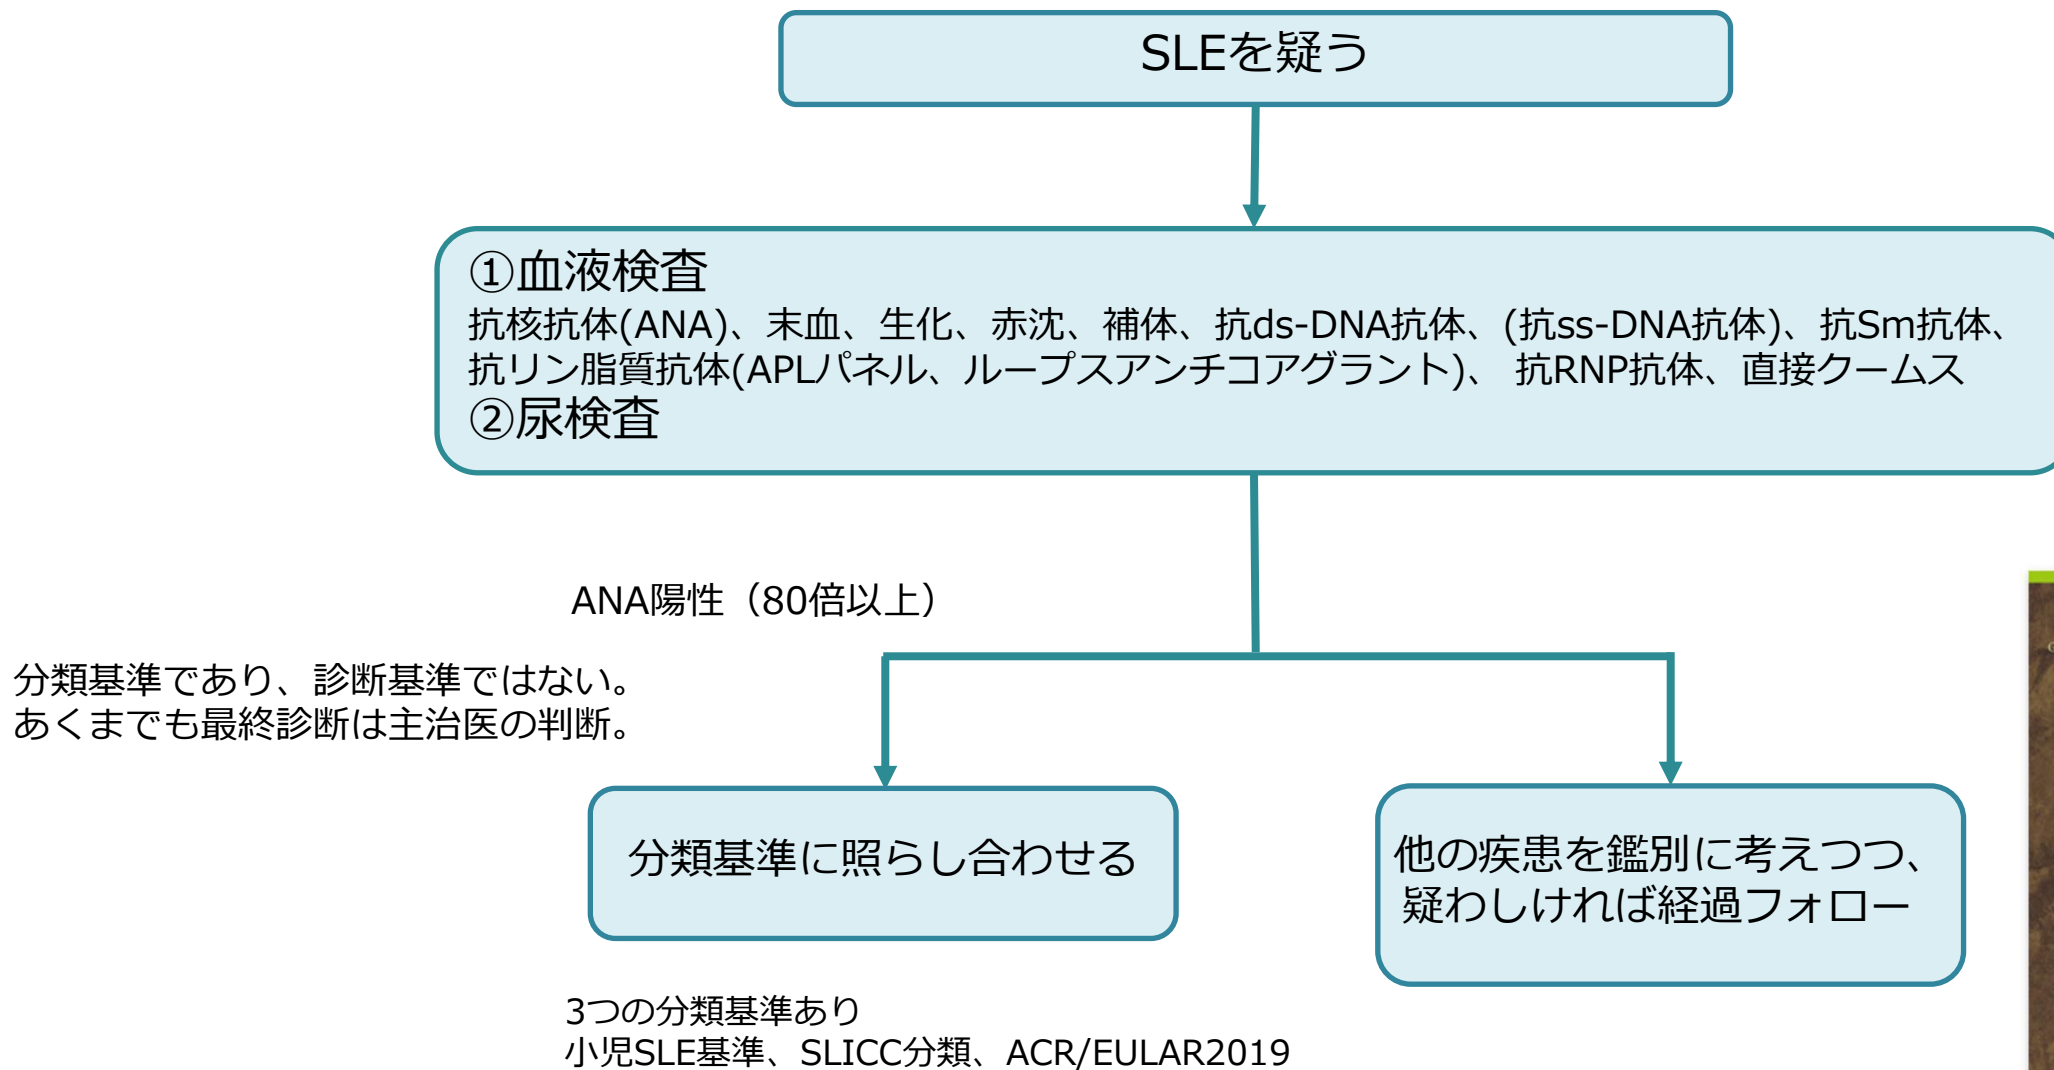 SLEを疑う
①血液検査
抗核抗体(ANA)、末血、生化、赤沈、補体、抗ds-DNA抗体、(抗ss-DNA抗体)、抗Sm抗体、
抗リン脂質抗体(APLパネル、ループスアンチコアグラント)、 抗RNP抗体、直接クームス
②尿検査
ANA陽性（80倍以上）
分類基準であり、診断基準ではない。
あくまでも最終診断は主治医の判断。
分類基準に照らし合わせる
他の疾患を鑑別に考えつつ、
疑わしければ経過フォロー
3つの分類基準あり
小児SLE基準、SLICC分類、ACR/EULAR2019